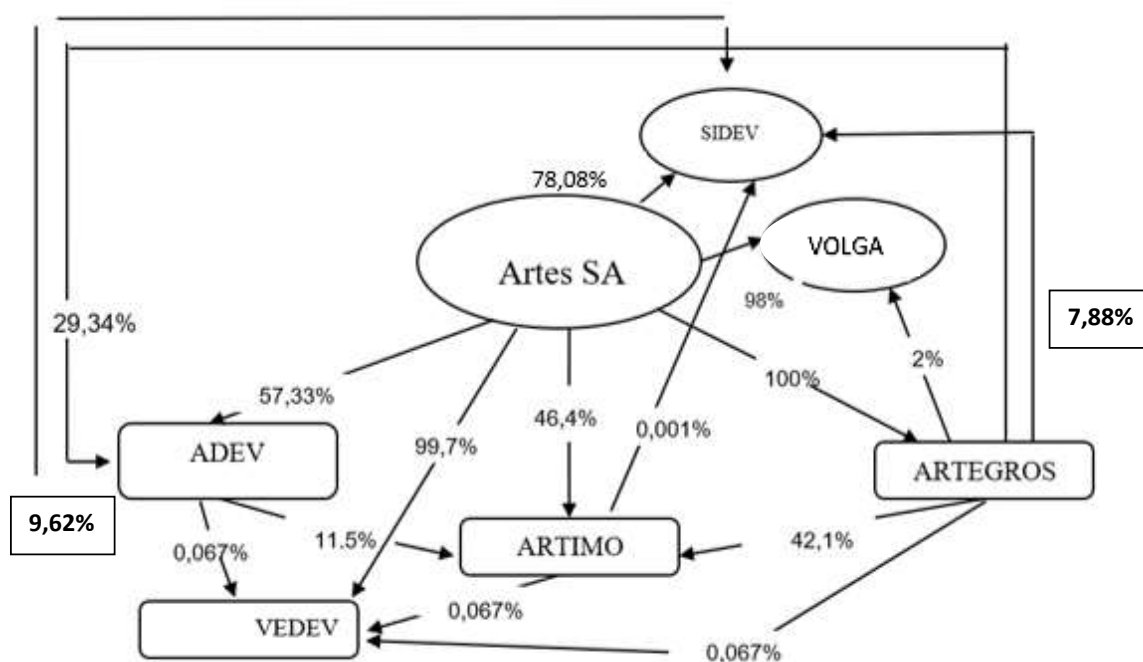 SIDEV
78,08%
Artes SA
VOLGA
98%
7,88%
29,34%
2%
57,33%
100%
46,4%
0,001%
ADEV
99,7%
ARTEGROS
9,62%
0,067%
11.5%
ARTIMO
42,1%
0,067%
VEDEV
0,067%